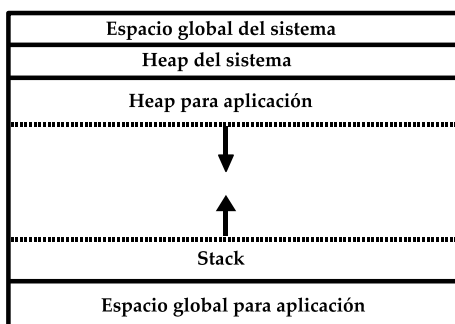 Espacio global del sistema
Heap del sistema
Heap para aplicación
Stack
Espacio global para aplicación